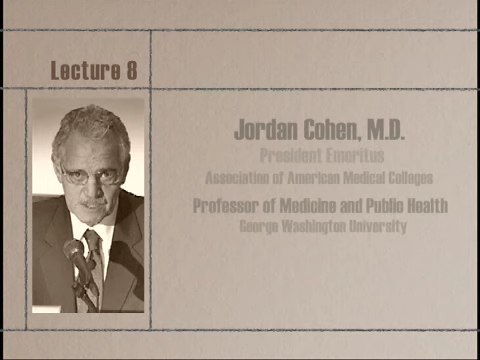 Lecture 8
Jordan Cohen, M.D.
President Emeritus
Association of American Medical Colleges
Professor of Medicine and Public Health
George Washington University